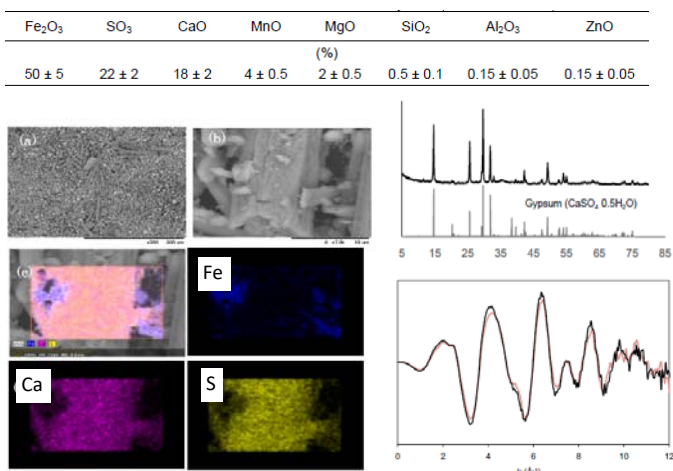 Fe₂O₃ SO₃ CaO MnO MgO SiO₂ Al₂O₃ ZnO
(%)
50 ± 5 22 ± 2 18 ± 2 4 ± 0.5 2 ± 0.5 0.5 ± 0.1 0.15 ± 0.05 0.15 ± 0.05
(a)
(b)
Gypsum (CaSO₄ 0.5H₂O)
5 15 25 35 45 55 65 75 85
Fe
Ca
S
0 2 4 6 8 10 12